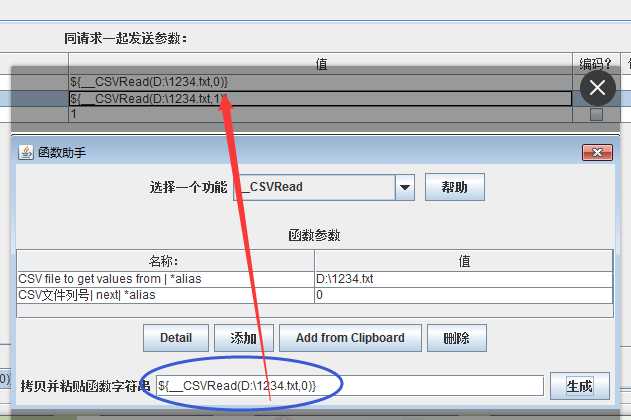 同请求一起发送参数：
值 编码?
${__CSVRead(D:\1234.fxt,0)}
${__CSVRead(D:\1234.fxt,1)}
1
函数助手
选择一个功能 __CSVRead 帮助
函数参数
名称： 值
CSV file to get values from | *alias D:\1234.fxt
CSV文件列号| next| *alias 0
Detail 添加 Add from Clipboard 删除
拷贝并粘贴函数字符串 ${__CSVRead(D:\1234.fxt,0)} 生成